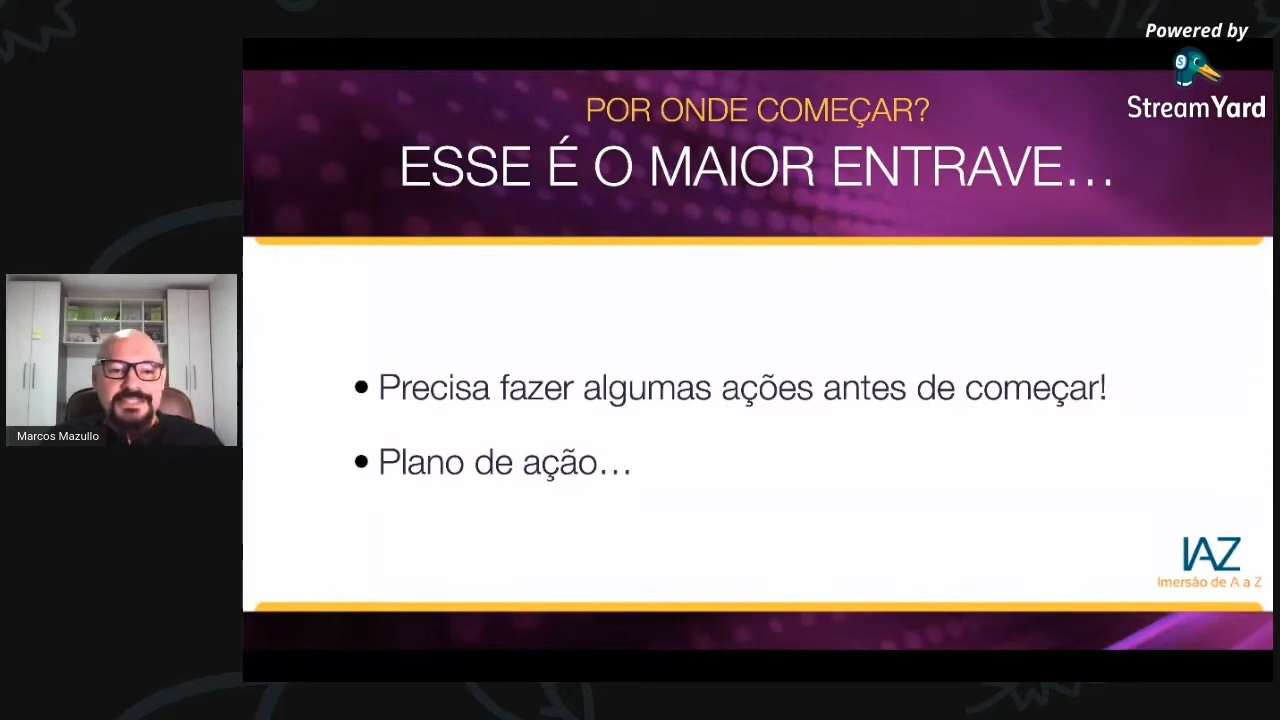 Powered by
StreamYard
POR ONDE COMEÇAR?
ESSE É O MAIOR ENTRAVE...
• Precisa fazer algumas ações antes de começar!
• Plano de ação...
Marcos Mazullo
IAZ
Imersão de A a Z